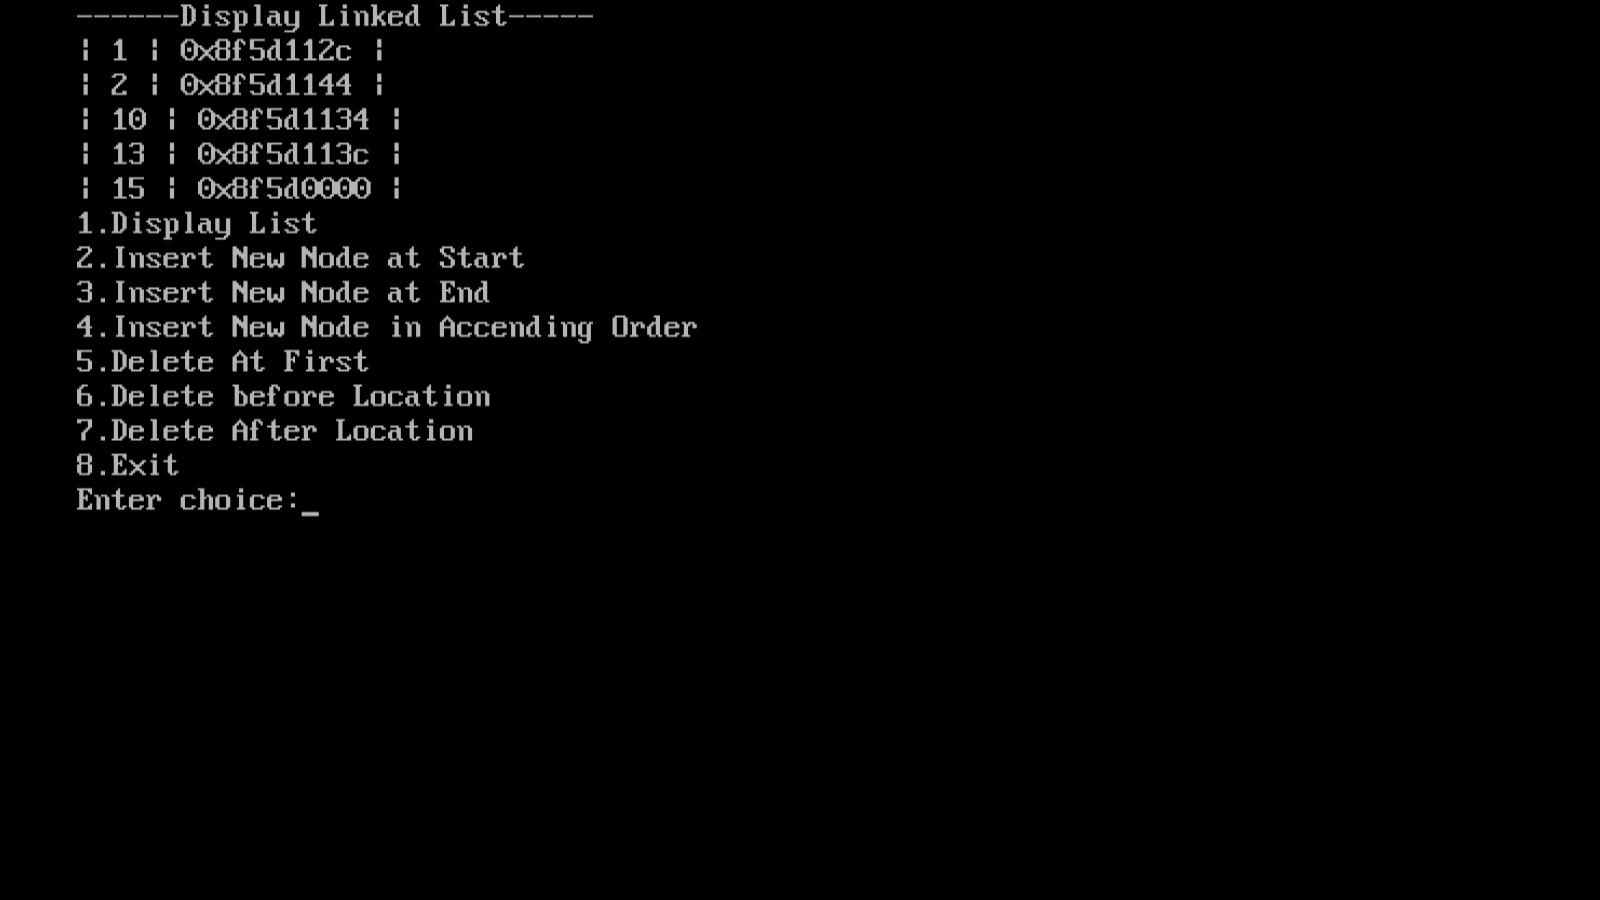 ------Display Linked List-----
¦ 1 ¦ 0x8f5d112c ¦
¦ 2 ¦ 0x8f5d1144 ¦
¦ 10 ¦ 0x8f5d1134 ¦
¦ 13 ¦ 0x8f5d113c ¦
¦ 15 ¦ 0x8f5d0000 ¦
1.Display List
2.Insert New Node at Start
3.Insert New Node at End
4.Insert New Node in Accending Order
5.Delete At First
6.Delete before Location
7.Delete After Location
8.Exit
Enter choice:_